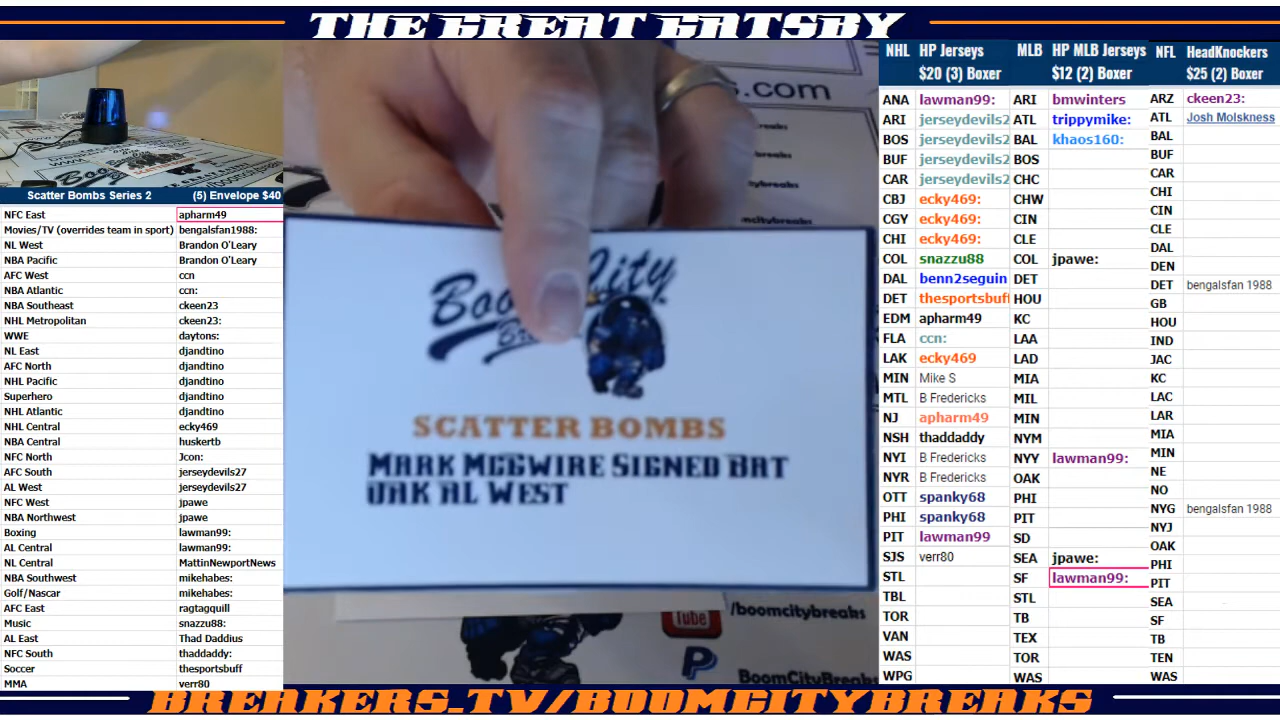 THE GREAT GATSBY
Scatter Bombs Series 2 (5) Envelope $40
NFC East apharm49
Movies/TV (overrides team in sport) bengalsfan1988:
NL West Brandon O'Leary
NBA Pacific Brandon O'Leary
AFC West ccn
NBA Atlantic ccn:
NBA Southeast ckeen23
NHL Metropolitan ckeen23:
WWE daytons:
NL East djandtino
AFC North djandtino
NHL Pacific djandtino
Superhero djandtino
NHL Atlantic djandtino
NHL Central ecky469
NBA Central huskertb
NFC North Jcon:
AFC South jerseydevils27
AL West jerseydevils27
NFC West jpawe
NBA Northwest jpawe
Boxing lawman99:
AL Central lawman99:
NL Central MattinNewportNews
NBA Southwest mikehabes:
Golf/Nascar mikehabes:
AFC East ragtagquill
Music snazzu88:
AL East Thad Daddius
NFC South thaddaddy:
Soccer thesportsbuff
MMA verr80
s.com
breaks
SCATTER BOMBS
MARK MCGWIRE SIGNED BAT
OAK AL WEST
You Tube /boomcitybreaks
BoomCityBreaks
NHL HP Jerseys
$20 (3) Boxer
ANA lawman99:
ARI jerseydevils2
BOS jerseydevils2
BUF jerseydevils2
CAR jerseydevils2
CBJ ecky469:
CGY ecky469:
CHI ecky469:
COL snazzu88
DAL benn2seguin
DET thesportsbuff
EDM apharm49
FLA ccn:
LAK ecky469
MIN Mike S
MTL B Fredericks
NJ apharm49
NSH thaddaddy
NYI B Fredericks
NYR B Fredericks
OTT spanky68
PHI spanky68
PIT lawman99
SJS verr80
STL
TBL
TOR
VAN
WAS
WPG
MLB HP MLB Jerseys
$12 (2) Boxer
ARI bmwinters
ATL trippymike:
BAL khaos160:
BOS
CHC
CHW
CIN
CLE
COL jpawe:
DET
HOU
KC
LAA
LAD
MIA
MIL
MIN
NYM
NYY lawman99:
OAK
PHI
PIT
SD
SEA jpawe:
SF lawman99:
STL
TB
TEX
TOR
WAS
NFL HeadKnockers
$25 (2) Boxer
ARZ ckeen23:
ATL Josh Molskness
BAL
BUF
CAR
CHI
CIN
CLE
DAL
DEN
DET bengalsfan 1988
GB
HOU
IND
JAC
KC
LAC
LAR
MIA
MIN
NE
NO
NYG bengalsfan 1988
NYJ
OAK
PHI
PIT
SEA
SF
TB
TEN
WAS
BREAKERS.TV/BOOMCITYBREAKS